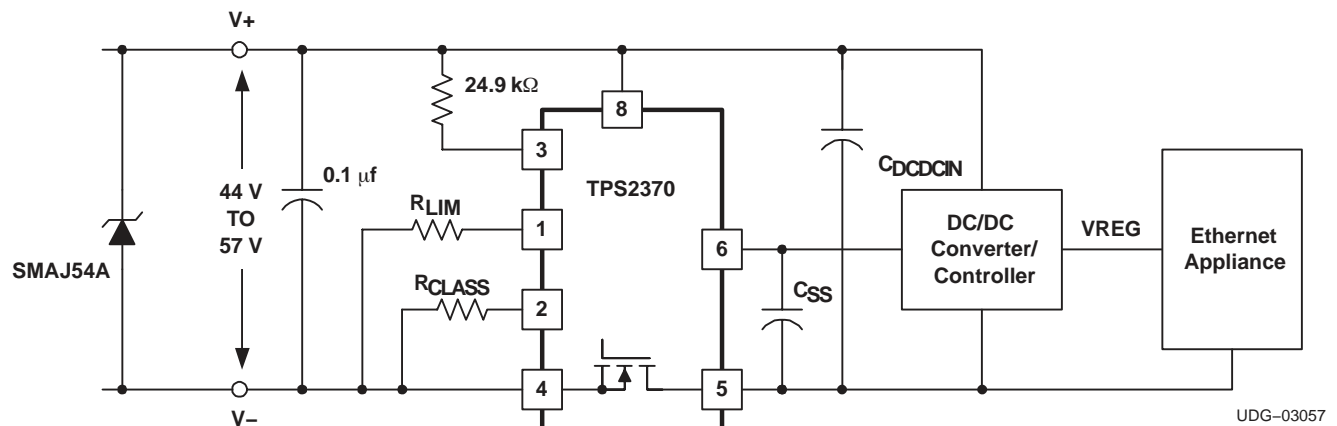 V+
24.9 kΩ
8
3
TPS2370
CDCDCIN
0.1 μf
44 V
TO
57 V
RLIM
1
6
DC/DC
Converter/
Controller
VREG
Ethernet
Appliance
SMAJ54A
RCLASS
2
CSS
4
5
V–
UDG–03057